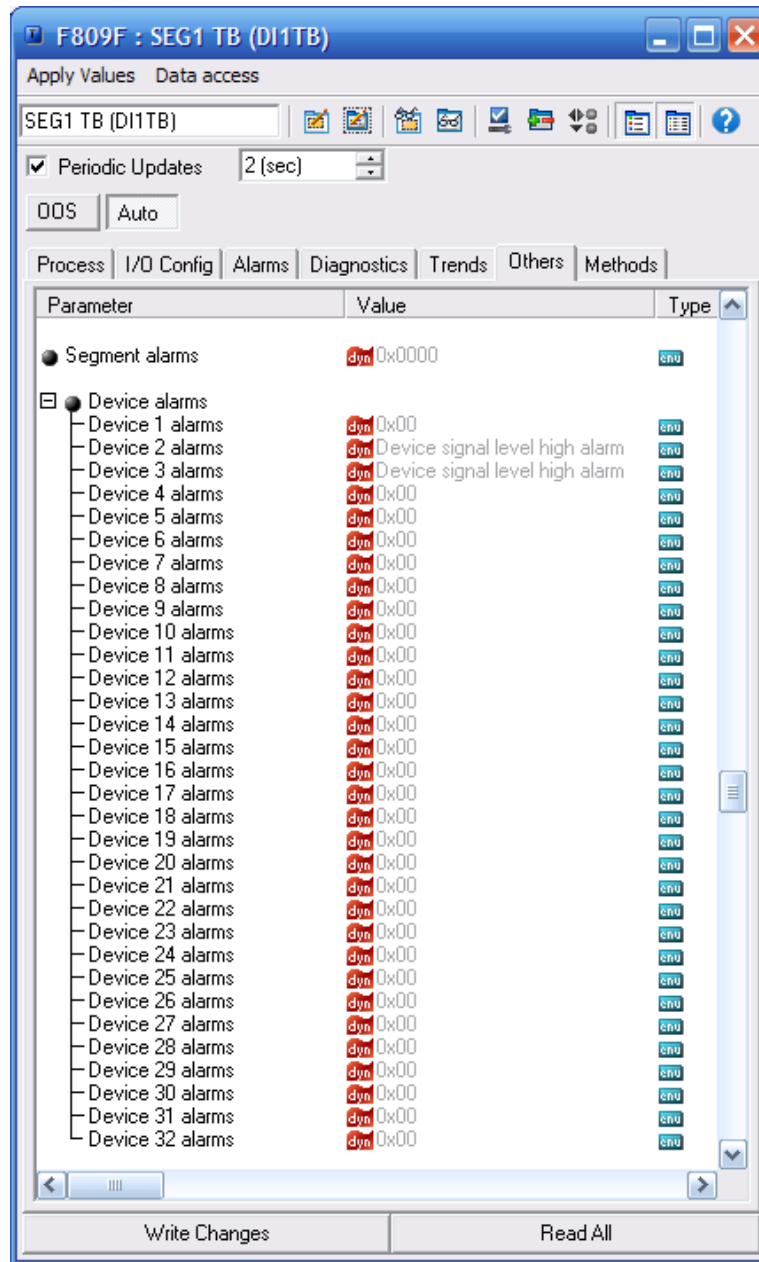 F809F : SEG1 TB (DI1TB)
Apply Values Data access
SEG1 TB (DI1TB)
Periodic Updates 2 (sec)
OOS Auto
Process I/O Config Alarms Diagnostics Trends Others Methods
Parameter Value Type
Segment alarms dyn 0x0000 enu
Device alarms
Device 1 alarms dyn 0x00 enu
Device 2 alarms dyn Device signal level high alarm enu
Device 3 alarms dyn Device signal level high alarm enu
Device 4 alarms dyn 0x00 enu
Device 5 alarms dyn 0x00 enu
Device 6 alarms dyn 0x00 enu
Device 7 alarms dyn 0x00 enu
Device 8 alarms dyn 0x00 enu
Device 9 alarms dyn 0x00 enu
Device 10 alarms dyn 0x00 enu
Device 11 alarms dyn 0x00 enu
Device 12 alarms dyn 0x00 enu
Device 13 alarms dyn 0x00 enu
Device 14 alarms dyn 0x00 enu
Device 15 alarms dyn 0x00 enu
Device 16 alarms dyn 0x00 enu
Device 17 alarms dyn 0x00 enu
Device 18 alarms dyn 0x00 enu
Device 19 alarms dyn 0x00 enu
Device 20 alarms dyn 0x00 enu
Device 21 alarms dyn 0x00 enu
Device 22 alarms dyn 0x00 enu
Device 23 alarms dyn 0x00 enu
Device 24 alarms dyn 0x00 enu
Device 25 alarms dyn 0x00 enu
Device 26 alarms dyn 0x00 enu
Device 27 alarms dyn 0x00 enu
Device 28 alarms dyn 0x00 enu
Device 29 alarms dyn 0x00 enu
Device 30 alarms dyn 0x00 enu
Device 31 alarms dyn 0x00 enu
Device 32 alarms dyn 0x00 enu
Write Changes Read All